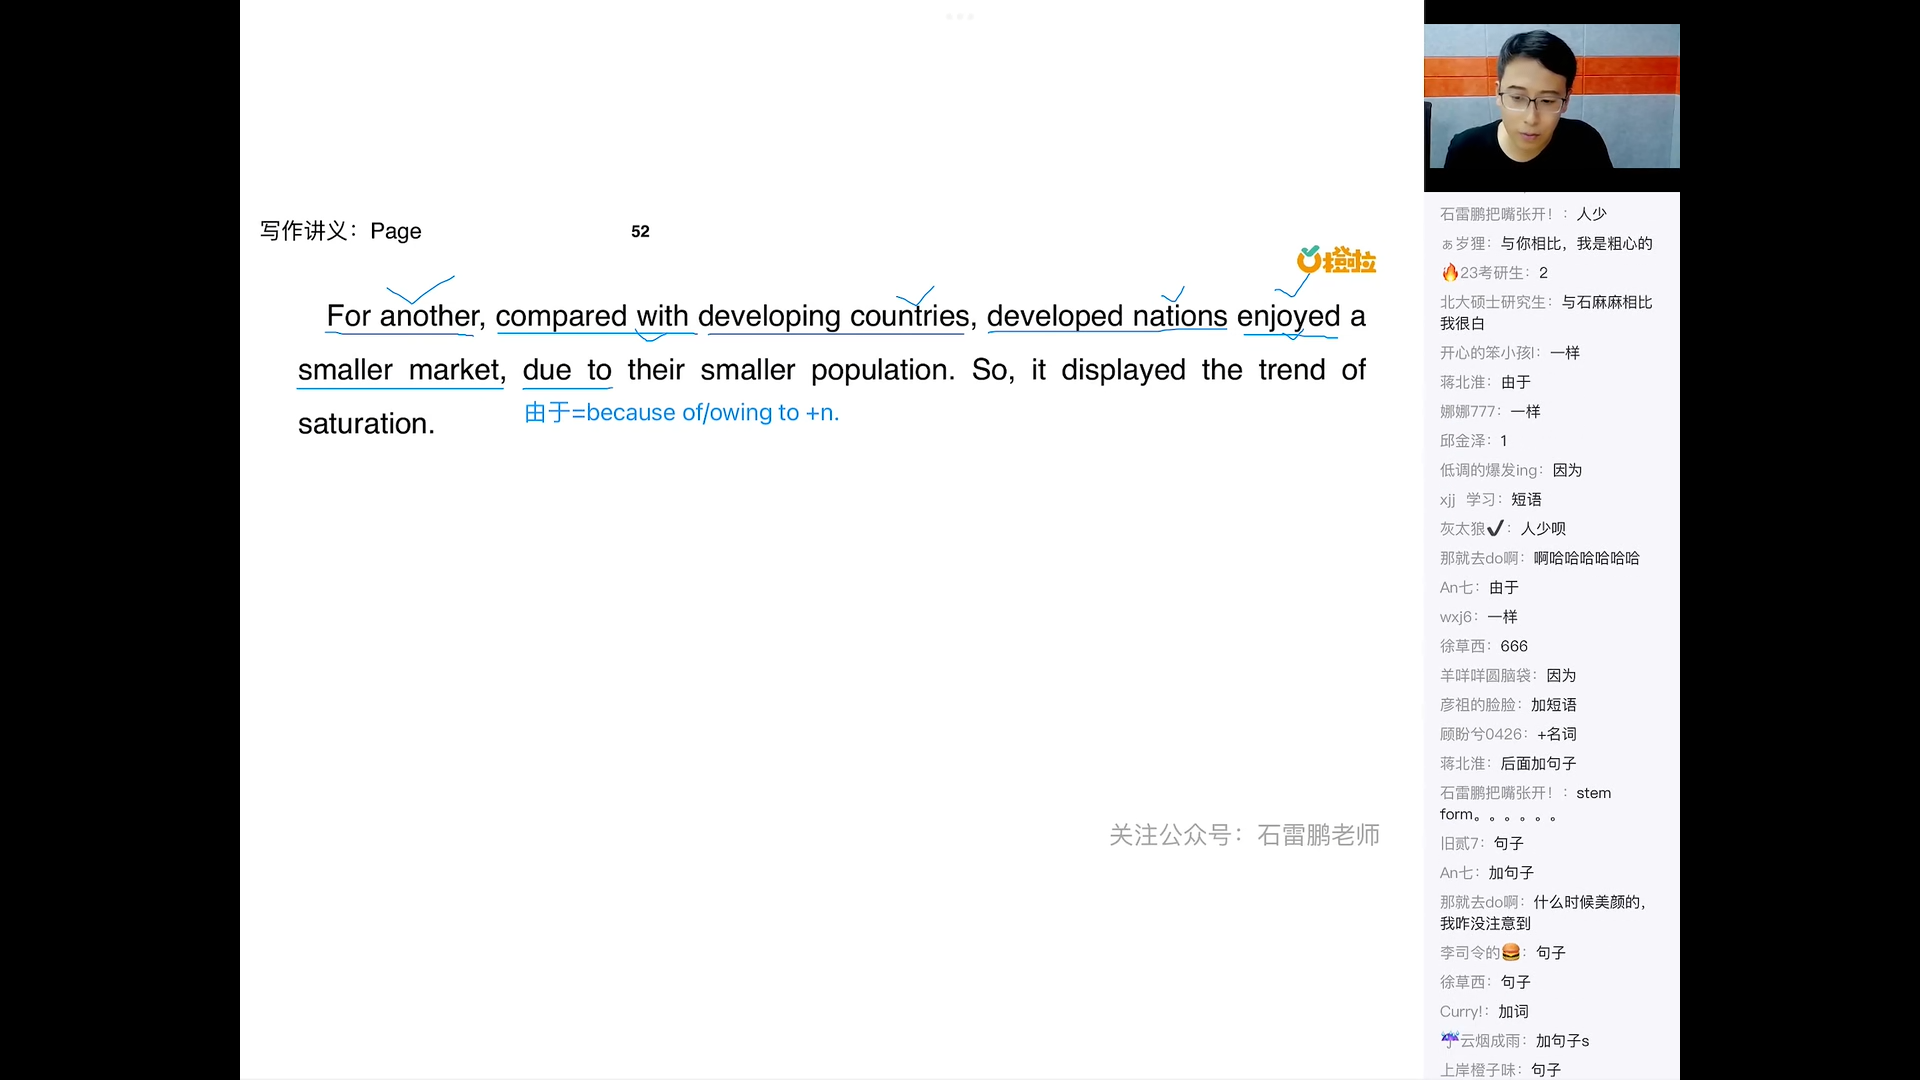 写作讲义：Page 52
橙啦
For another, compared with developing countries, developed nations enjoyed a
smaller market, due to their smaller population. So, it displayed the trend of
saturation.
由于=because of/owing to +n.
关注公众号：石雷鹏老师
石雷鹏把嘴张开！：人少
ぁ岁狸：与你相比，我是粗心的
🔥23考研生：2
北大硕士研究生：与石麻麻相比
我很白
开心的笨小孩l：一样
蒋北淮：由于
娜娜777：一样
邱金泽：1
低调的爆发ing：因为
xjj 学习：短语
灰太狼✔：人少呗
那就去do啊：啊哈哈哈哈哈哈
An七：由于
wxj6：一样
徐草西：666
羊咩咩圆脑袋：因为
彦祖的脸脸：加短语
顾盼兮0426：+名词
蒋北淮：后面加句子
石雷鹏把嘴张开！：stem
form。。。。。。
旧贰7：句子
An七：加句子
那就去do啊：什么时候美颜的，
我咋没注意到
李司令的🍔：句子
徐草西：句子
Curry!：加词
☔云烟成雨：加句子s
上岸橙子味：句子